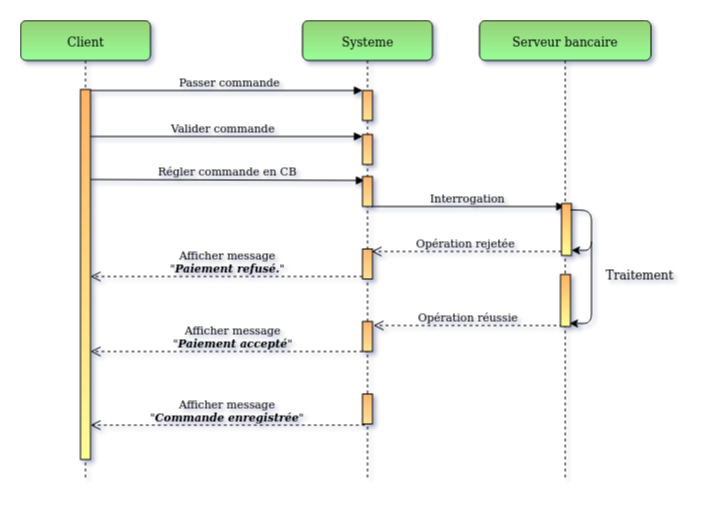 Client
Systeme
Serveur bancaire
Passer commande
Valider commande
Régler commande en CB
Interrogation
Opération rejetée
Afficher message
"Paiement refusé."
Traitement
Opération réussie
Afficher message
"Paiement accepté"
Afficher message
"Commande enregistrée"